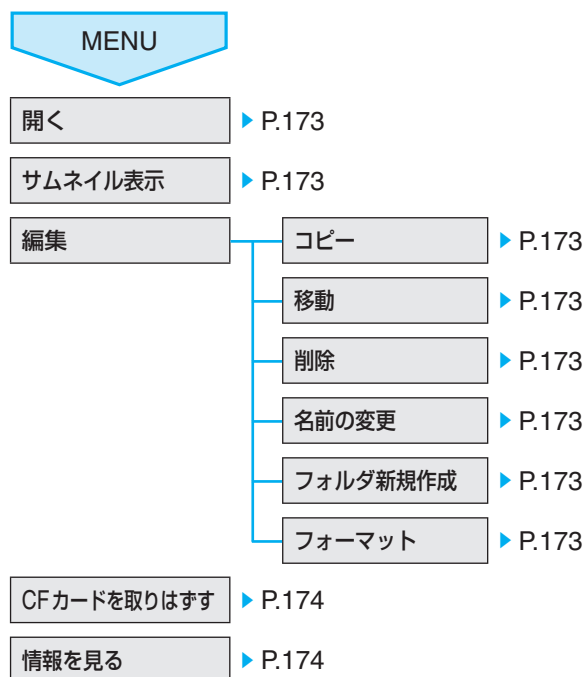 MENU
開く ▶ P.173
サムネイル表示 ▶ P.173
編集 コピー ▶ P.173
移動 ▶ P.173
削除 ▶ P.173
名前の変更 ▶ P.173
フォルダ新規作成 ▶ P.173
フォーマット ▶ P.173
CFカードを取りはずす ▶ P.174
情報を見る ▶ P.174